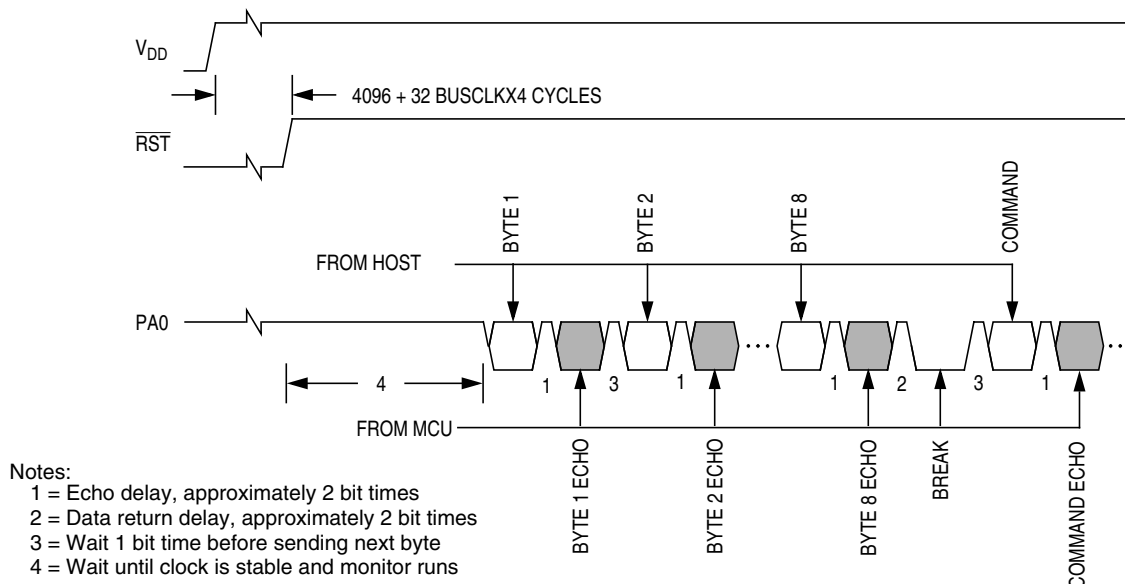 VDD
4096 + 32 BUSCLKX4 CYCLES
RST
BYTE 1
BYTE 2
BYTE 8
COMMAND
FROM HOST
PA0
1
3
1
...
1
2
3
1
...
4
FROM MCU
BYTE 1 ECHO
BYTE 2 ECHO
BYTE 8 ECHO
BREAK
COMMAND ECHO
Notes:
1 = Echo delay, approximately 2 bit times
2 = Data return delay, approximately 2 bit times
3 = Wait 1 bit time before sending next byte
4 = Wait until clock is stable and monitor runs